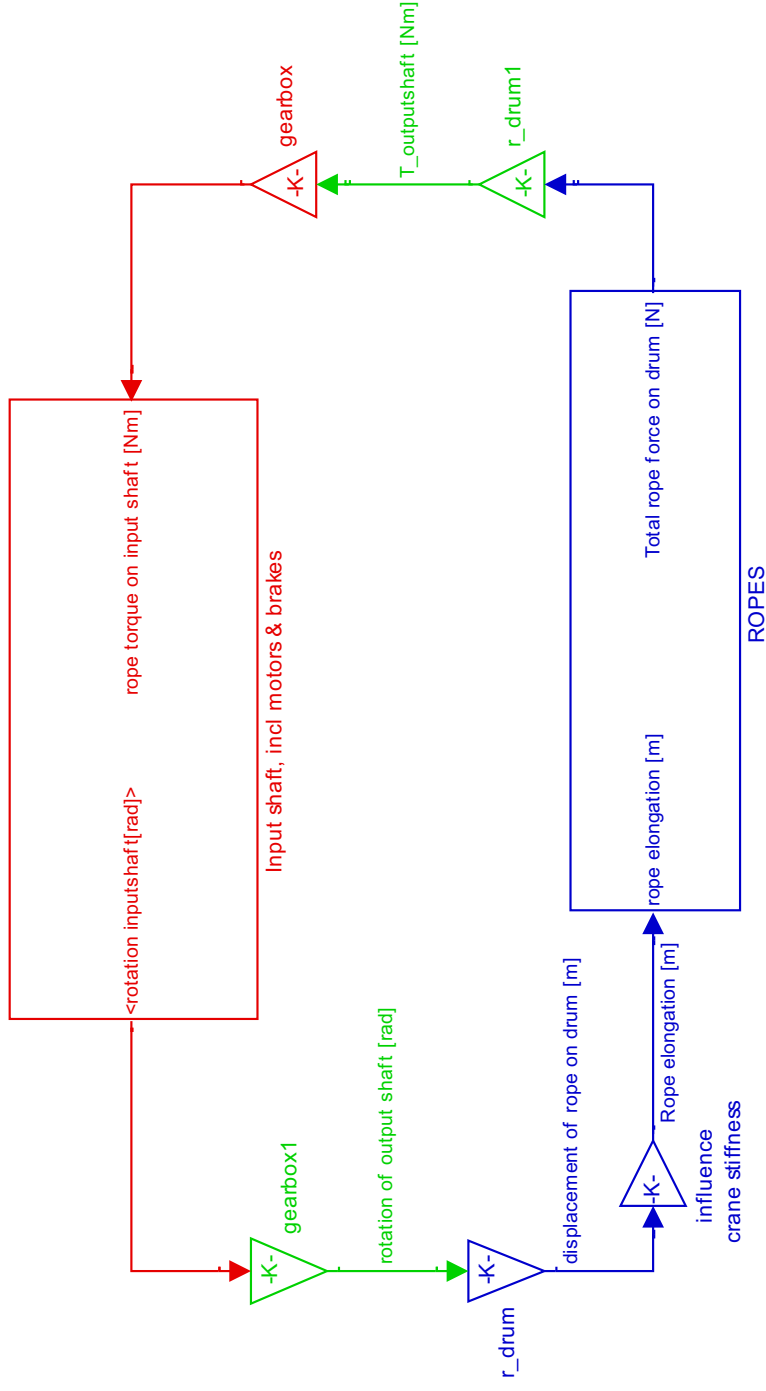 <rotation inputshaft[rad]>
rope torque on input shaft [Nm]
Input shaft, incl motors & brakes
-K-
gearbox
-K-
gearbox1
rotation of output shaft [rad]
T_outputshaft [Nm]
-K-
r_drum
-K-
r_drum1
displacement of rope on drum [m]
-K-
influence
crane stiffness
Rope elongation [m]
rope elongation [m]
Total rope force on drum [N]
ROPES